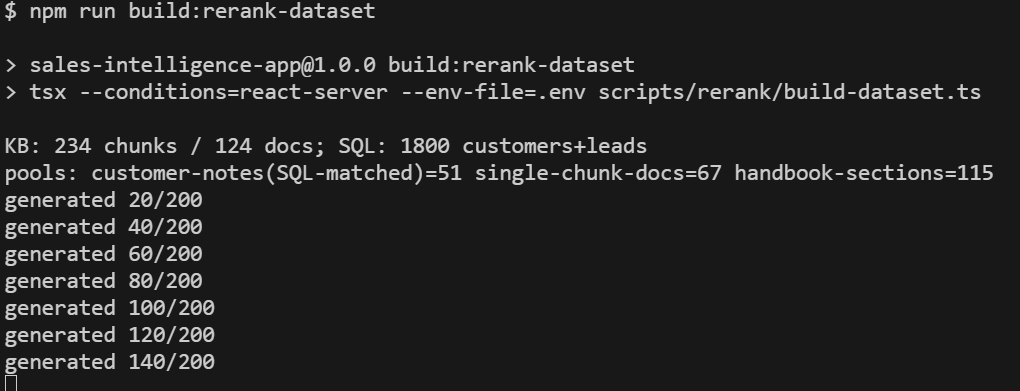 $ npm run build:rerank-dataset
> sales-intelligence-app@1.0.0 build:rerank-dataset
> tsx --conditions=react-server --env-file=.env scripts/rerank/build-dataset.ts
KB: 234 chunks / 124 docs; SQL: 1800 customers+leads
pools: customer-notes(SQL-matched)=51 single-chunk-docs=67 handbook-sections=115
generated 20/200
generated 40/200
generated 60/200
generated 80/200
generated 100/200
generated 120/200
generated 140/200